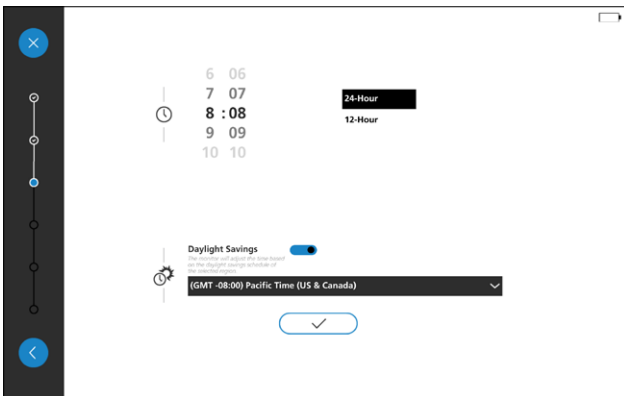 6 06
7 07
8 : 08
9 09
10 10
24-Hour
12-Hour
Daylight Savings
The monitor will adjust the time based
on the daylight savings schedule of
the selected region.
(GMT -08:00) Pacific Time (US & Canada)